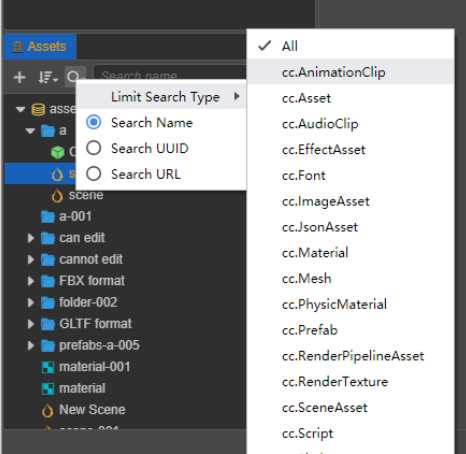 Assets
Search name
Limit Search Type
Search Name
Search UUID
Search URL
a
scene
a-001
can edit
cannot edit
FBX format
folder-002
GLTF format
prefabs-a-005
material-001
material
New Scene
All
cc.AnimationClip
cc.Asset
cc.AudioClip
cc.EffectAsset
cc.Font
cc.ImageAsset
cc.JsonAsset
cc.Material
cc.Mesh
cc.PhysicMaterial
cc.Prefab
cc.RenderPipelineAsset
cc.RenderTexture
cc.SceneAsset
cc.Script